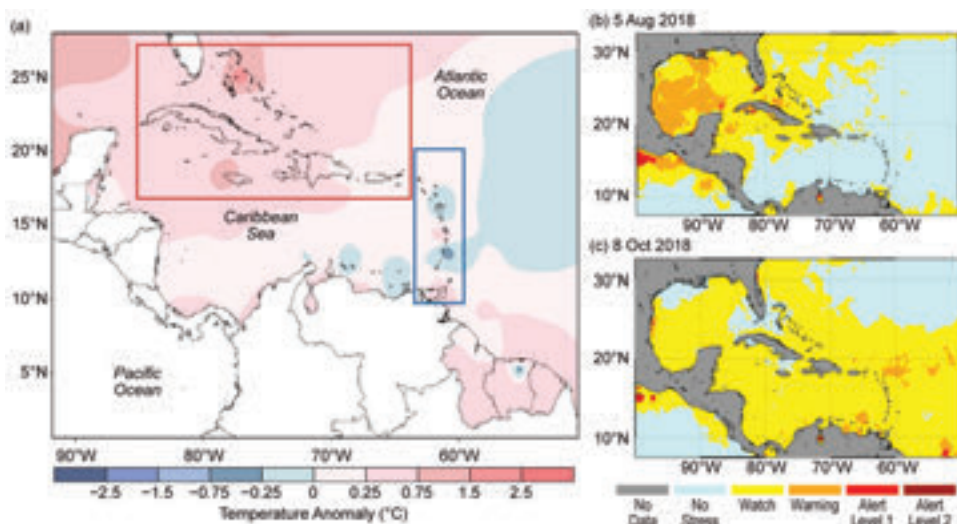 (a)
25°N
20°N
15°N
10°N
5°N
Atlantic
Ocean
Caribbean
Sea
Pacific
Ocean
90°W 80°W 70°W 60°W
−2.5 −1.5 −0.75 −0.25 0 0.25 0.75 1.5 2.5
Temperature Anomaly (°C)
(b) 5 Aug 2018
30°N
20°N
10°N
90°W 80°W 70°W 60°W
(c) 8 Oct 2018
30°N
20°N
10°N
90°W 80°W 70°W 60°W
No Data
No Stress
Watch
Warning
Alert Level 1
Alert Level 2